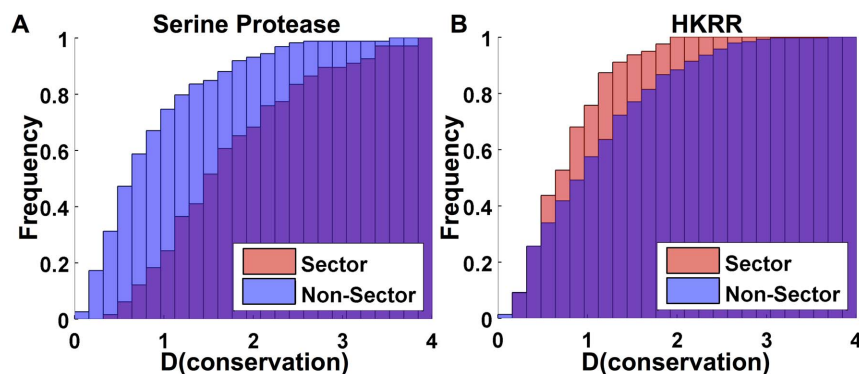 A Serine Protease
Frequency
1
0.8
0.6
0.4
0.2
0
0 1 2 3 4
D(conservation)
Sector
Non-Sector
B HKRR
Frequency
1
0.8
0.6
0.4
0.2
0
0 1 2 3 4
D(conservation)
Sector
Non-Sector